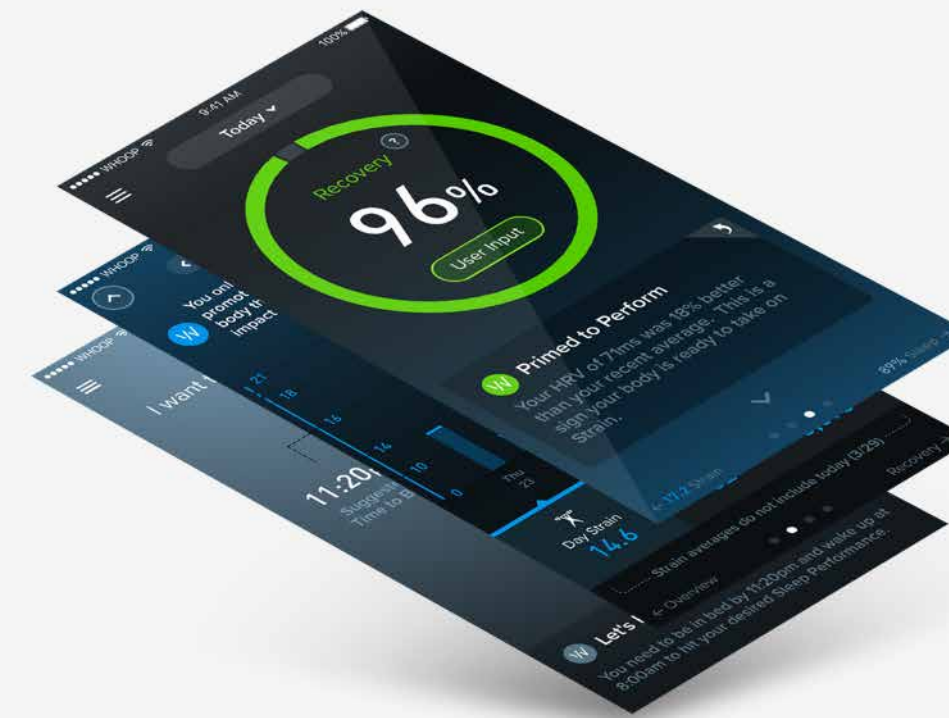 WHOOP
9:41 AM
100%
Today
Recovery
?
96%
User Input
Primed to Perform
Your HRV of 71ms was 18% better
than your recent average. This is a
sign your body is ready to take on
Strain.
← 17.2 Strain
89% Sleep
WHOOP
You
body
impact
21
18
16
14
10
0
Thu
23
Day Strain
14.6
Strain averages do not include today (3/29)
← Overview
Recovery
WHOOP
I want
11:20
Time to
Let's
You need to be in bed by 11:20pm and wake up at
8:00am to hit your desired Sleep Performance.